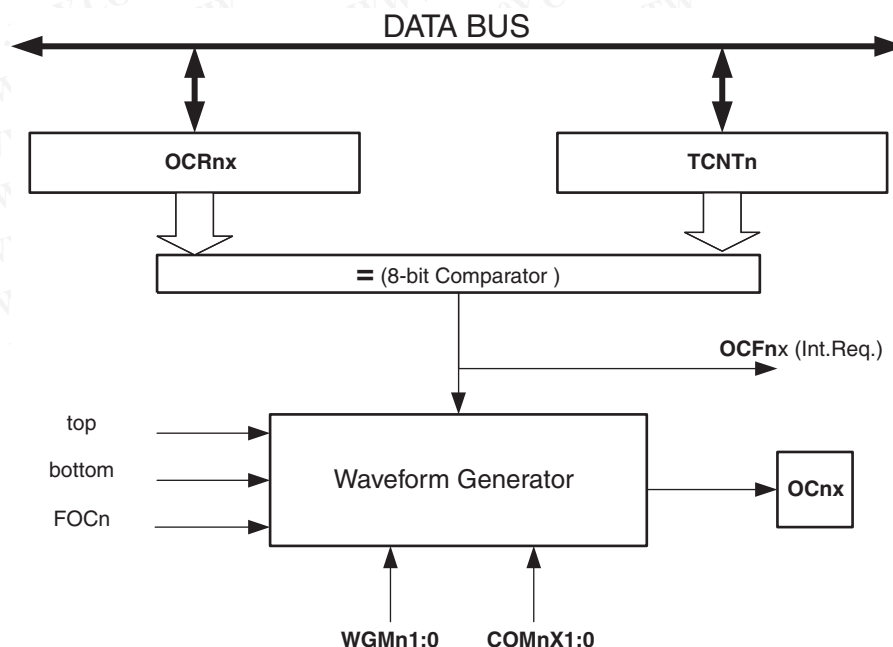 DATA BUS
OCRnx
TCNTn
= (8-bit Comparator )
OCFnx (Int.Req.)
top
bottom
FOCn
Waveform Generator
OCnx
WGMn1:0
COMnX1:0